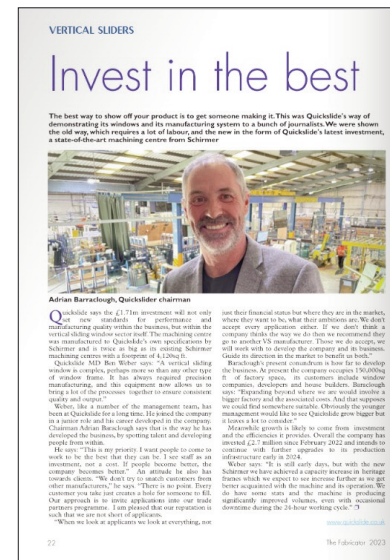 VERTICAL SLIDERS
Invest in the best
The best way to show off your product is to get someone making it. This was Quickslide's way of
demonstrating its windows and its manufacturing system to a bunch of journalists. We were shown
the old way, which requires a lot of labour, and the new in the form of Quickslide's latest investment,
a state-of-the-art machining centre from Schirmer
Adrian Barraclough, Quickslider chairman
Quickslide says the £1.71m investment will not only
set new standards for performance and
manufacturing quality within the business, but within the
vertical sliding window sector itself. The machining centre
was manufactured to Quickslide's own specifications by
Schirmer and is twice as big as its existing Schirmer
machining centres with a footprint of 4,120sq ft.
Quickslide MD Ben Weber says: "A vertical sliding
window is complex, perhaps more so than any other type
of window frame. It has always required precision
manufacturing, and this equipment now allows us to
bring a lot of the processes together to ensure consistent
quality and output."
Weber, like a number of the management team, has
been at Quickslide for a long time. He joined the company
in a junior role and his career developed in the company.
Chairman Adrian Barraclough says that is the way he has
developed the business, by spotting talent and developing
people from within.
He says: "This is my priority. I want people to come to
work to be the best that they can be. I see staff as an
investment, not a cost. If people become better, the
company becomes better." An attitude he also has
towards clients. "We don't try to snatch customers from
other manufacturers," he says. "There is no point. Every
customer you take just creates a hole for someone to fill.
Our approach is to invite applications into our trade
partners programme. I am pleased that our reputation is
such that we are not short of applicants.
"When we look at applicants we look at everything, not
just their financial status but where they are in the market,
where they want to be, what their ambitions are. We don't
accept every application either. If we don't think a
company thinks the way we do then we recommend they
go to another VS manufacturer. Those we accept, we
will work with to develop the company and its business.
Guide its direction in the market to benefit us both."
Barraclough's present conundrum is how far to develop
the business. At present the company occupies 150,000sq
ft of factory space, its customers include window
companies, developers and house builders. Barraclough
says: "Expanding beyond where we are would involve a
bigger factory and the associated costs. And that supposes
we could find somewhere suitable. Obviously the younger
management would like to see Quickslide grow bigger but
it leaves a lot to consider."
Meanwhile growth is likely to come from investment
and the efficiencies it provides. Overall the company has
invested £2.7 million since February 2022 and intends to
continue with further upgrades to its production
infrastructure early in 2024.
Weber says: "It is still early days, but with the new
Schirmer we have achieved a capacity increase in heritage
frames which we expect to see increase further as we get
better acquainted with the machine and its operation. We
do have some stats and the machine is producing
significantly improved volumes, even with occasional
downtime during the 24-hour working cycle."
www.quickslide.co.uk
22
The Fabricator 2023